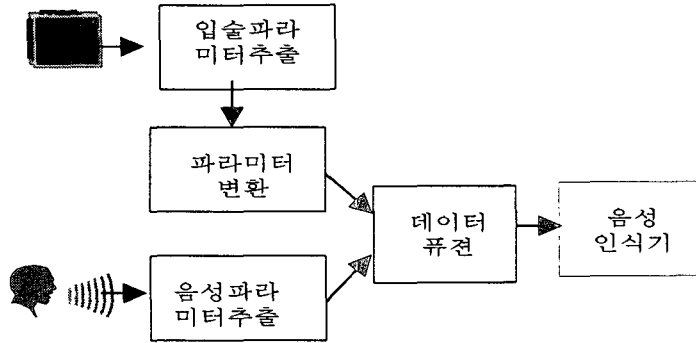 입술파라
미터추출
파라미터
변환
데이터
퓨젼
음성
인식기
음성파라
미터추출